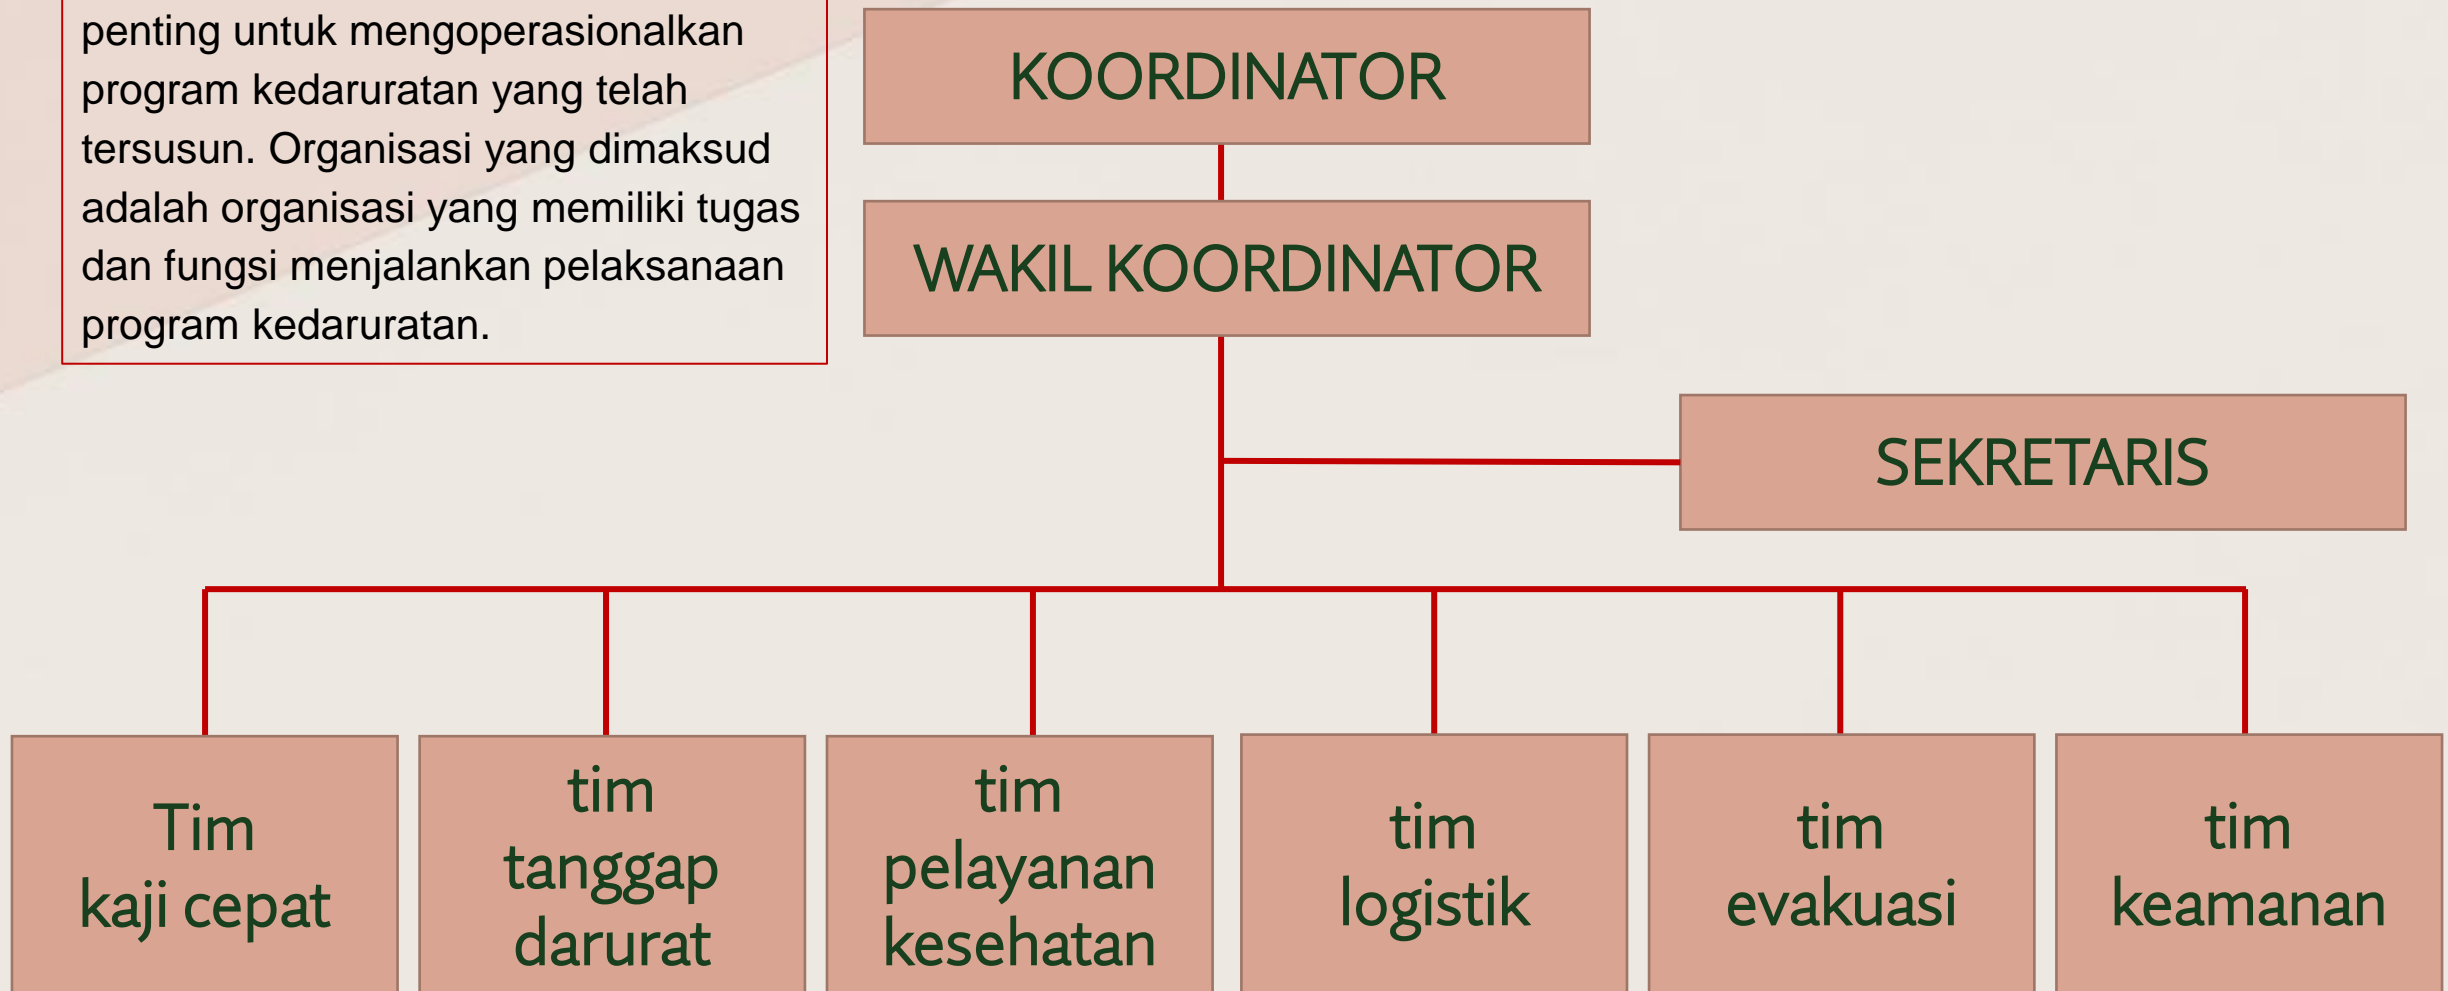 penting untuk mengoperasionalkan
program kedaruratan yang telah
tersusun. Organisasi yang dimaksud
adalah organisasi yang memiliki tugas
dan fungsi menjalankan pelaksanaan
program kedaruratan.
KOORDINATOR
WAKIL KOORDINATOR
SEKRETARIS
Tim
kaji cepat
tim
tanggap
darurat
tim
pelayanan
kesehatan
tim
logistik
tim
evakuasi
tim
keamanan